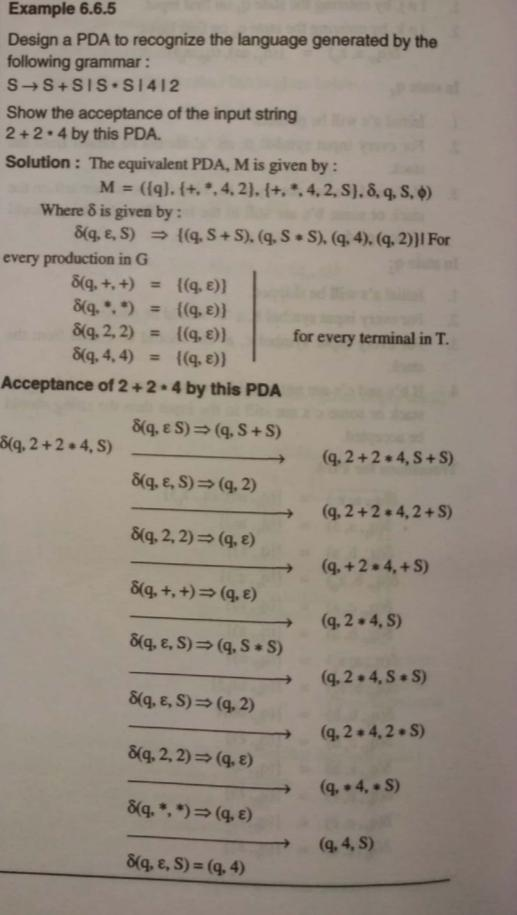 Example 6.6.5
Design a PDA to recognize the language generated by the
following grammar :
S → S + S | S * S | 4 | 2
Show the acceptance of the input string
2 + 2 * 4 by this PDA.
Solution : The equivalent PDA, M is given by :
M = ({q}, {+, *, 4, 2}, {+, *, 4, 2, S}, δ, q, S, ϕ)
Where δ is given by :
δ(q, ε, S) ⇒ {(q, S + S), (q, S * S), (q, 4), (q, 2)}| For
every production in G
δ(q, +, +) = {(q, ε)}
δ(q, *, *) = {(q, ε)}
δ(q, 2, 2) = {(q, ε)} for every terminal in T.
δ(q, 4, 4) = {(q, ε)}
Acceptance of 2 + 2 * 4 by this PDA
δ(q, ε S) ⇒ (q, S + S)
δ(q, 2 + 2 * 4, S) → (q, 2 + 2 * 4, S + S)
δ(q, ε, S) ⇒ (q, 2)
→ (q, 2 + 2 * 4, 2 + S)
δ(q, 2, 2) ⇒ (q, ε)
→ (q, + 2 * 4, + S)
δ(q, +, +) ⇒ (q, ε)
→ (q, 2 * 4, S)
δ(q, ε, S) ⇒ (q, S * S)
→ (q, 2 * 4, S * S)
δ(q, ε, S) ⇒ (q, 2)
→ (q, 2 * 4, 2 * S)
δ(q, 2, 2) ⇒ (q, ε)
→ (q, * 4, * S)
δ(q, *, *) ⇒ (q, ε)
→ (q, 4, S)
δ(q, ε, S) = (q, 4)